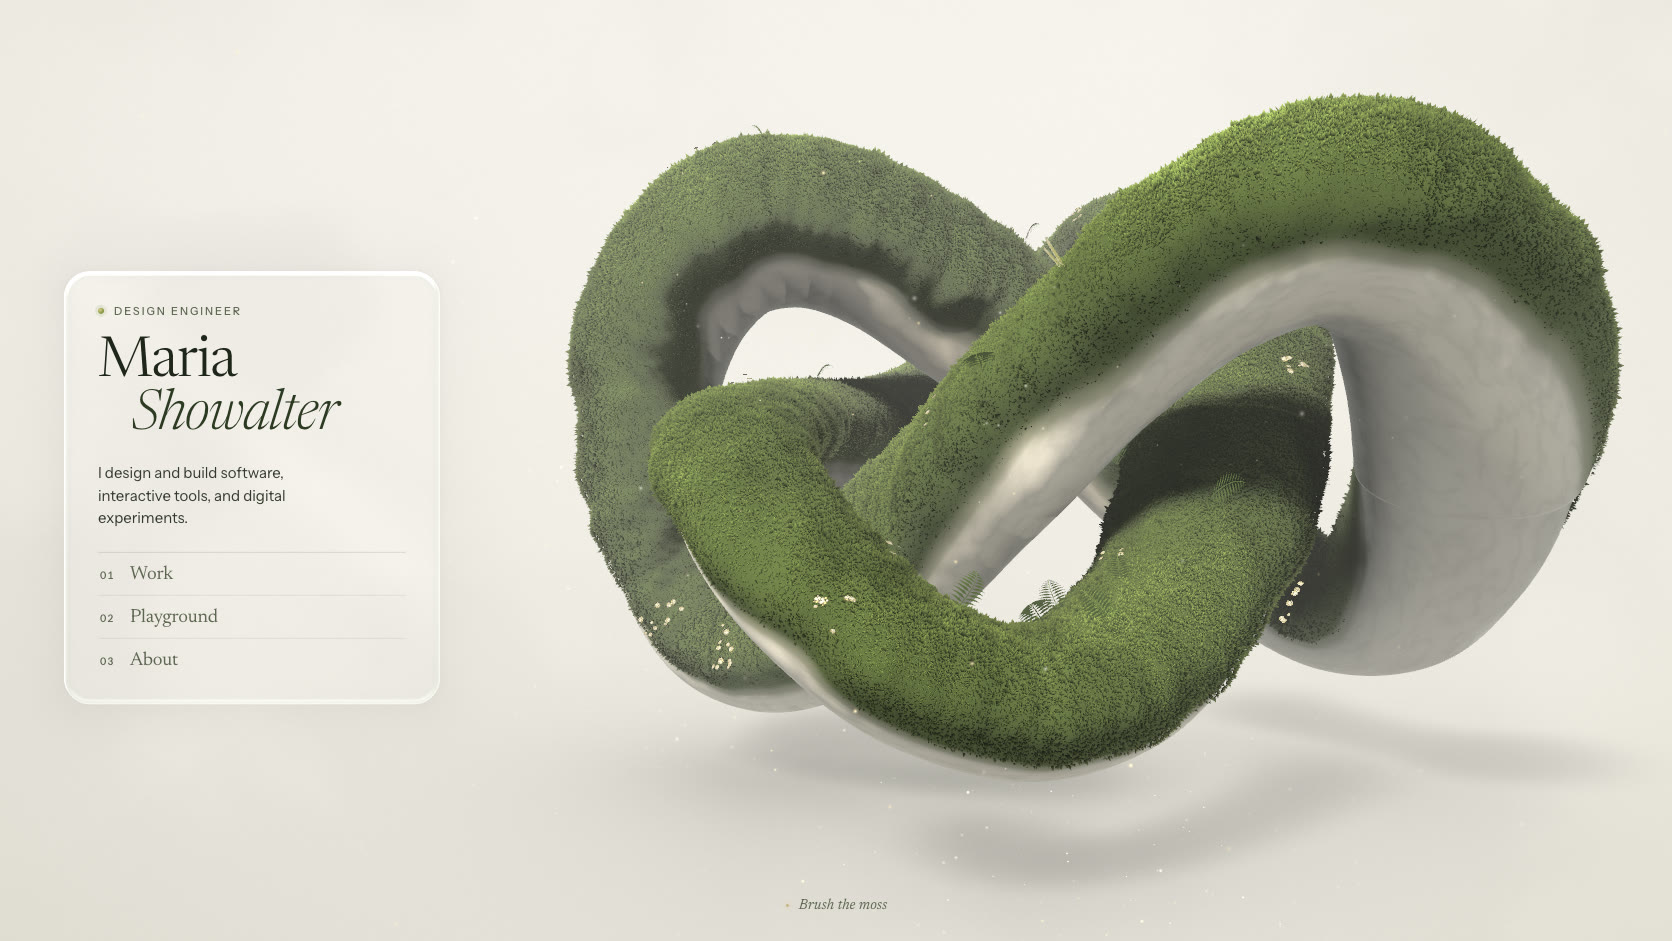 DESIGN ENGINEER
Maria
Showalter
I design and build software,
interactive tools, and digital
experiments.
01 Work
02 Playground
03 About
Brush the moss